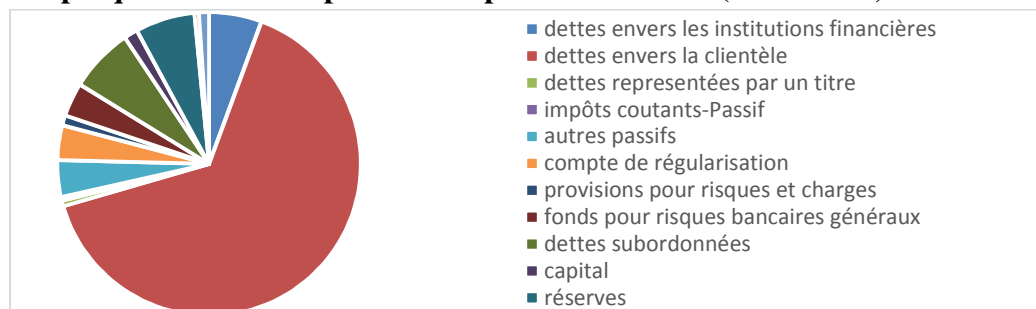 dettes envers les institutions financières
dettes envers la clientèle
dettes representées par un titre
impôts coutants-Passif
autres passifs
compte de régularisation
provisions pour risques et charges
fonds pour risques bancaires généraux
dettes subordonnées
capital
réserves